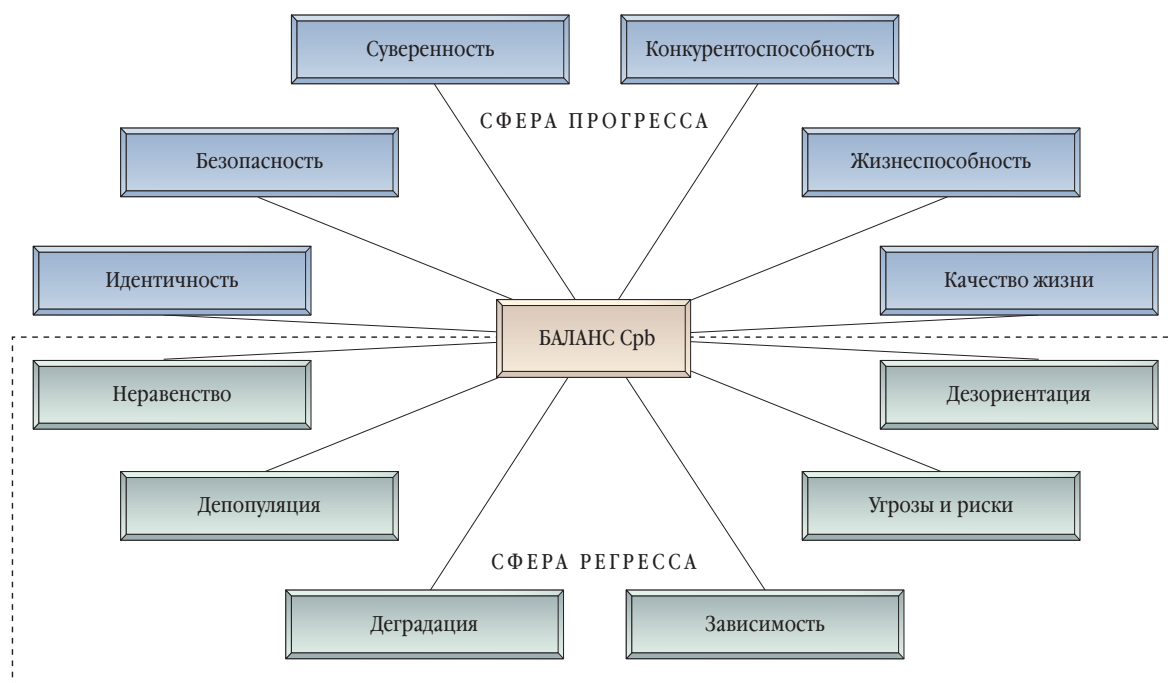 Суверенность
Конкурентоспособность
СФЕРА ПРОГРЕССА
Безопасность
Жизнеспособность
Идентичность
Качество жизни
БАЛАНС Cpb
Неравенство
Дезориентация
Депопуляция
Угрозы и риски
СФЕРА РЕГРЕССА
Деградация
Зависимость